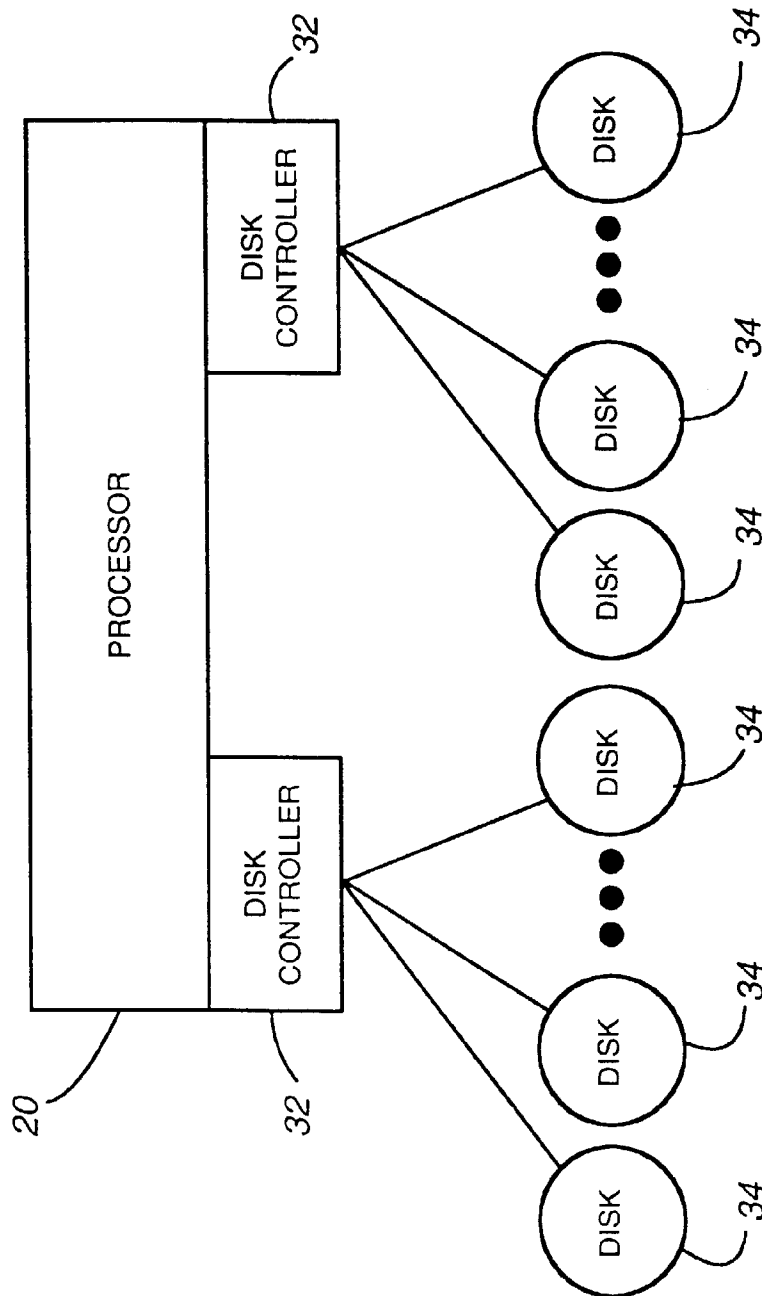 20
PROCESSOR
32
DISK
CONTROLLER
DISK
CONTROLLER
32
DISK
DISK
DISK
DISK
DISK
DISK
34
34
34
34
34
34